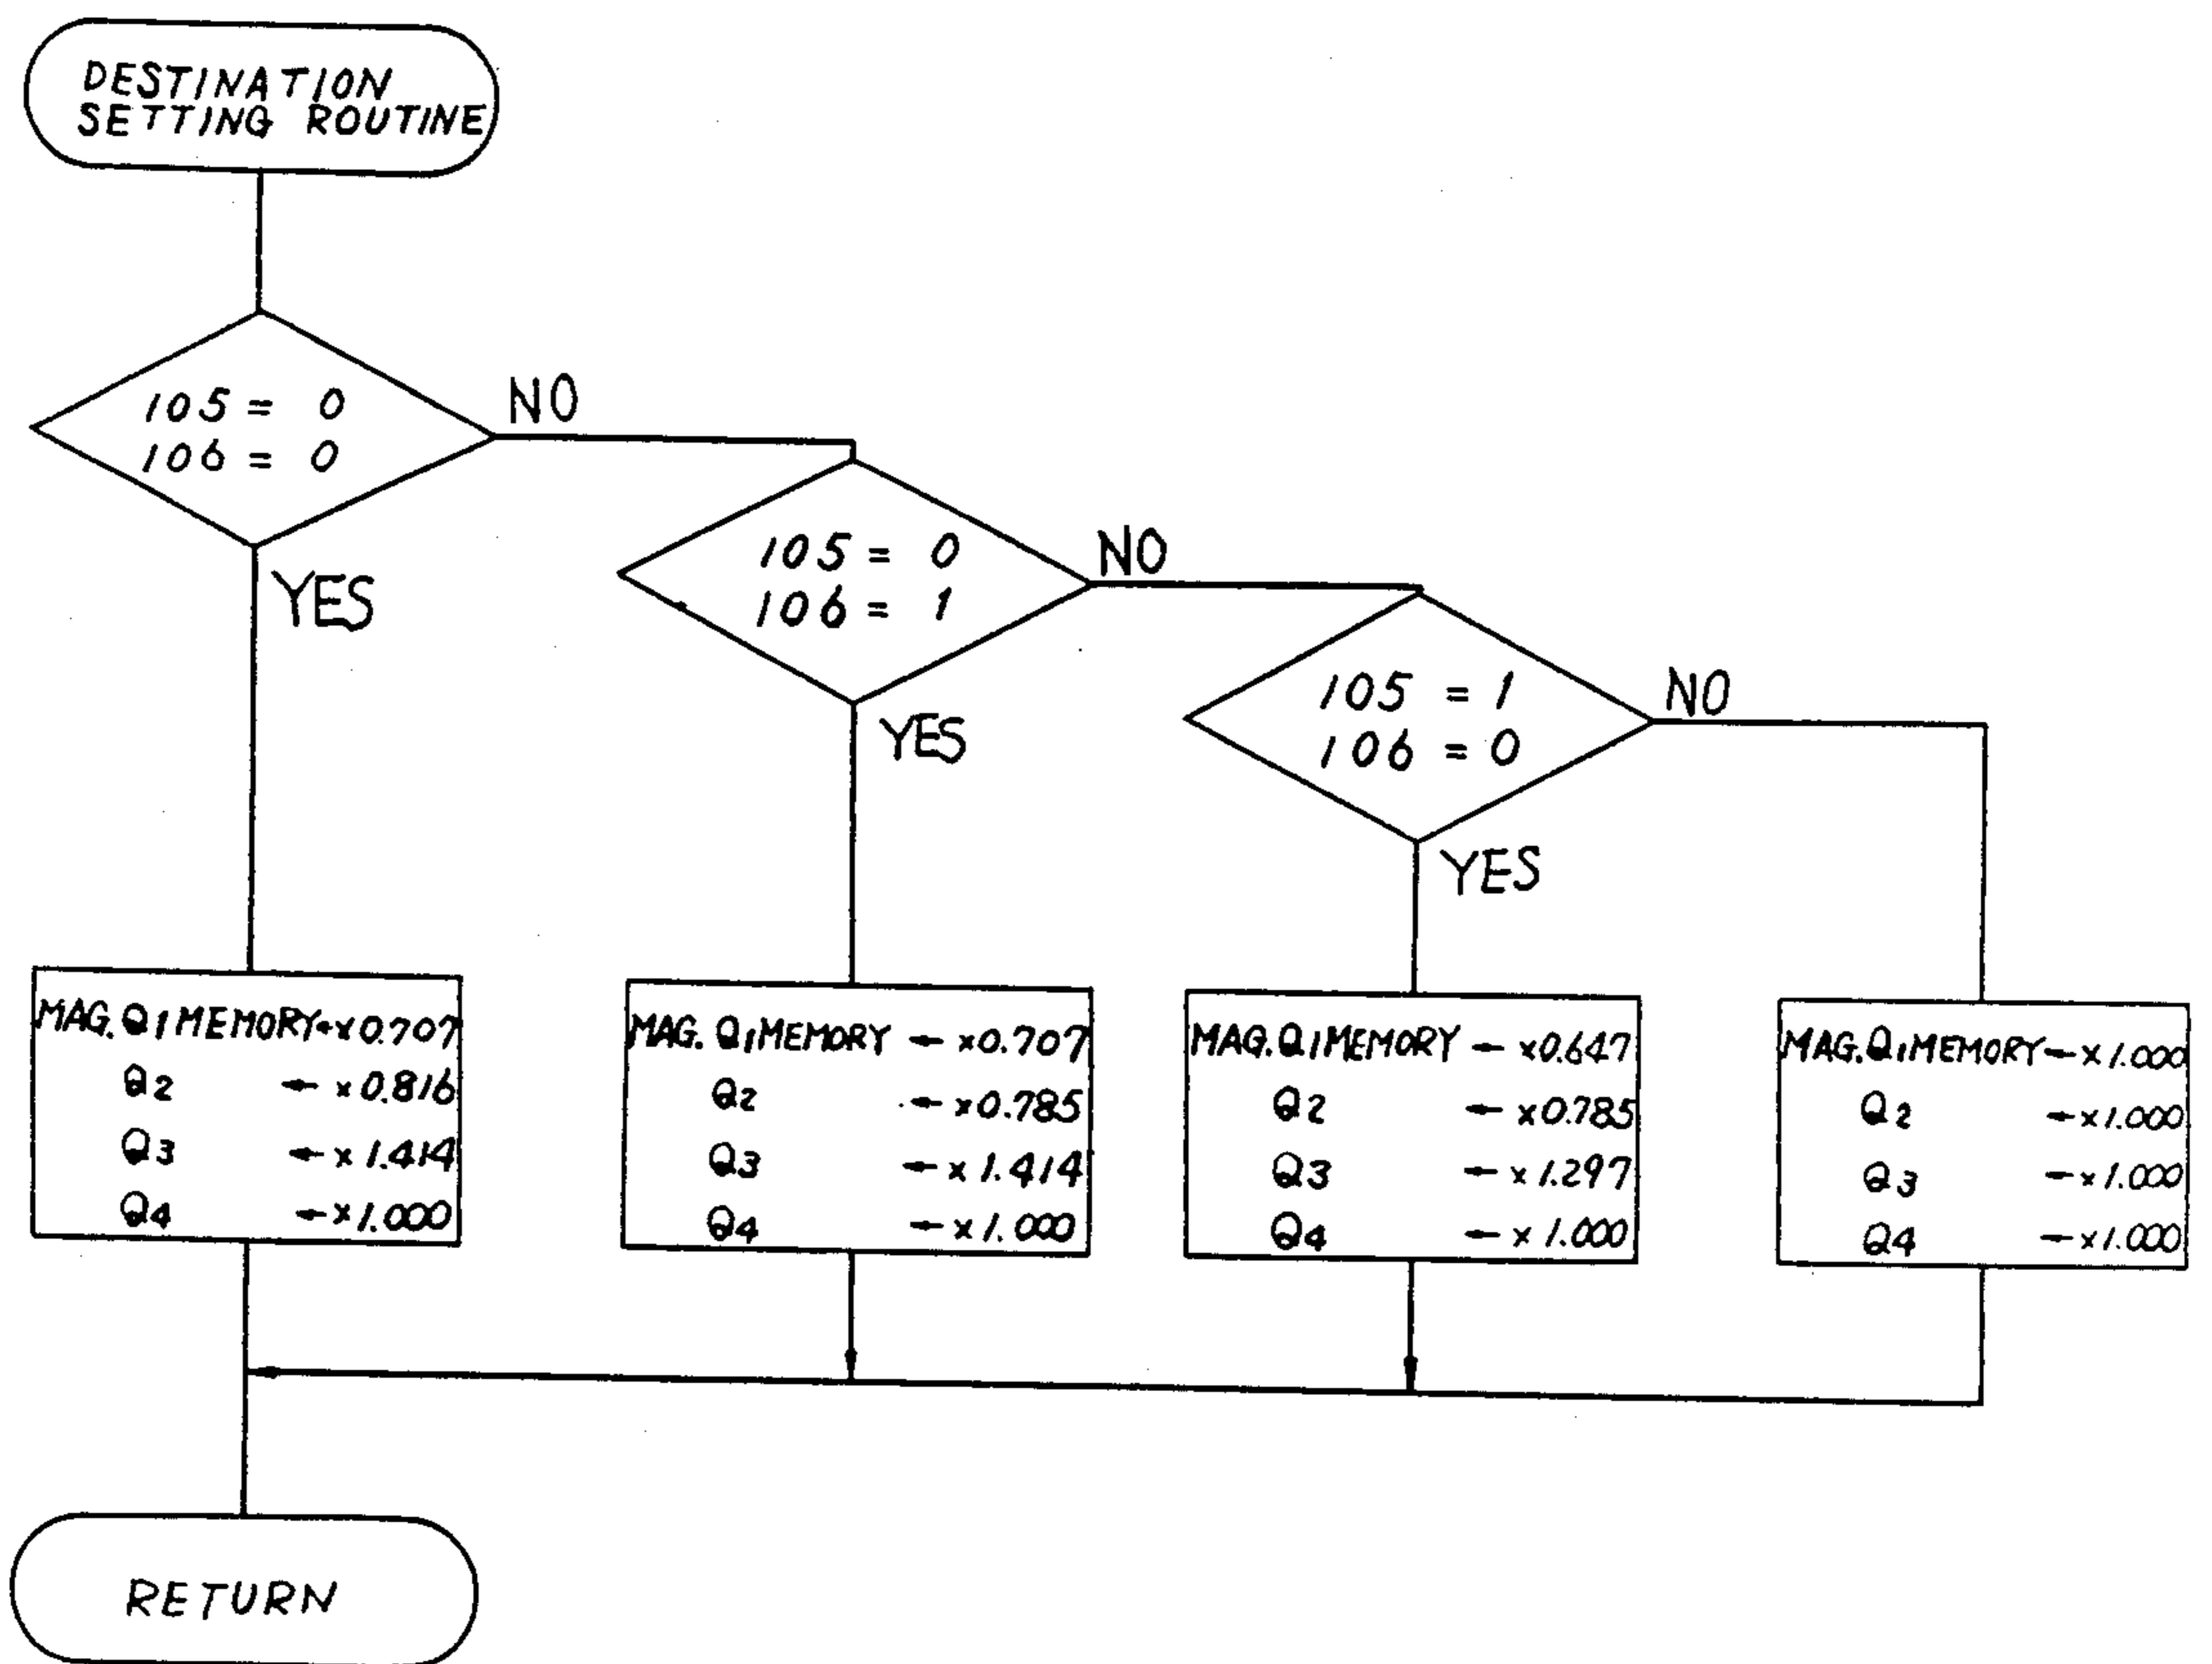 DESTINATION
SETTING ROUTINE
105 = 0
106 = 0
NO
YES
105 = 0
106 = 1
NO
YES
105 = 1
106 = 0
NO
YES
MAG. Q1 MEMORY ← ×0.707
Q2 ← ×0.816
Q3 ← ×1.414
Q4 ← ×1.000
MAG. Q1 MEMORY ← ×0.707
Q2 ← ×0.785
Q3 ← ×1.414
Q4 ← ×1.000
MAG. Q1 MEMORY ← ×0.647
Q2 ← ×0.785
Q3 ← ×1.297
Q4 ← ×1.000
MAG. Q1 MEMORY ← ×1.000
Q2 ← ×1.000
Q3 ← ×1.000
Q4 ← ×1.000
RETURN